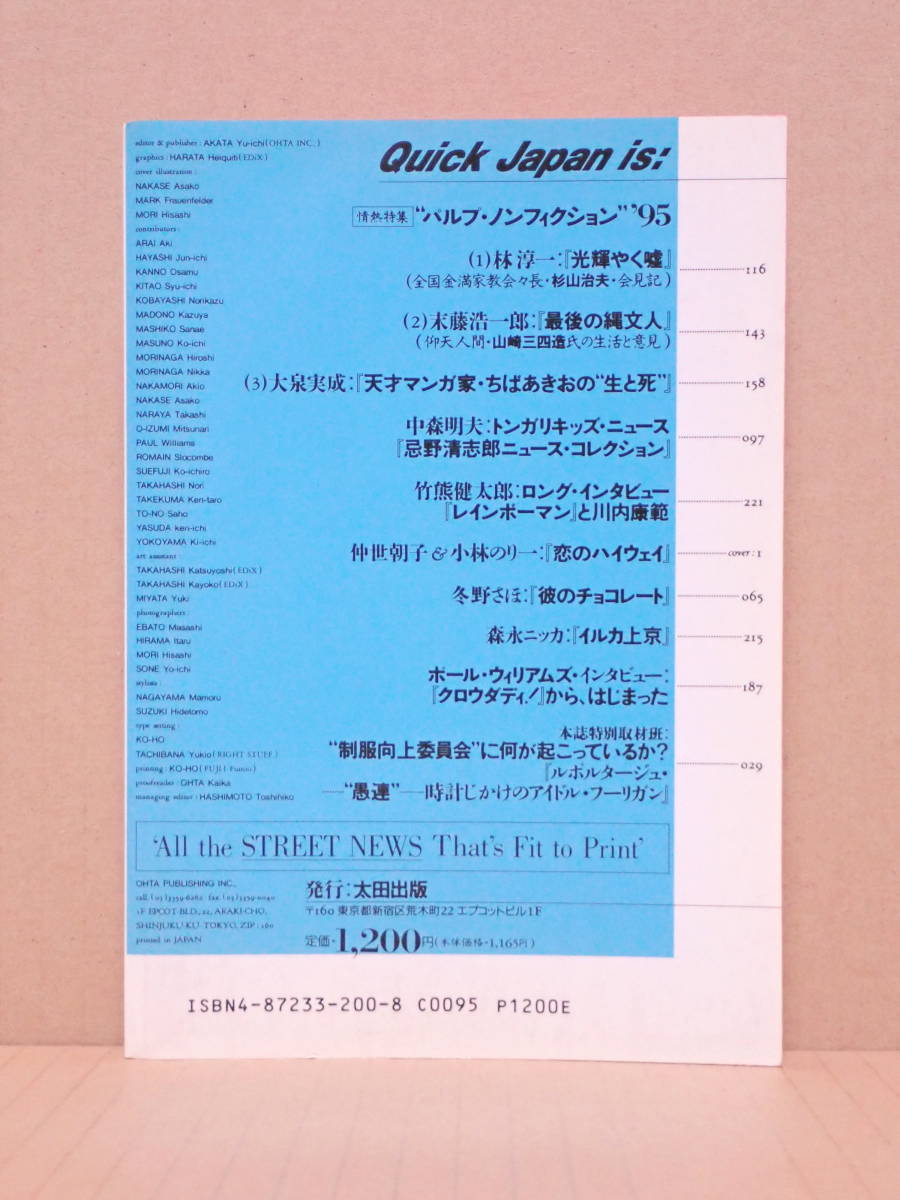 editor & publisher : AKATA Yu-ichi(OHTA INC.)
graphics : HARATA Heiquiti(EDiX)
cover illustration :
NAKASE Asako
MARK Frauenfelder
MORI Hisashi
contributors :
ARAI Aki
HAYASHI Jun-ichi
KANNO Osamu
KITAO Syu-ichi
KOBAYASHI Norikazu
MADONO Kazuya
MASHIKO Sanae
MASUNO Ko-ichi
MORINAGA Hiroshi
MORINAGA Nikka
NAKAMORI Akio
NAKASE Asako
NARAYA Takashi
O-IZUMI Mitsunari
PAUL Williams
ROMAIN Slocombe
SUEFUJI Ko-ichiro
TAKAHASHI Nori
TAKEKUMA Ken-taro
TO-NO Saho
YASUDA ken-ichi
YOKOYAMA Ki-ichi
art assistant :
TAKAHASHI Katsuyoshi(EDiX)
TAKAHASHI Kayoko(EDiX)
MIYATA Yuki
photographers :
EBATO Masashi
HIRAMA Itaru
MORI Hisashi
SONE Yo-ichi
stylists :
NAGAYAMA Mamoru
SUZUKI Hidetomo
type setting :
KO-HO
TACHIBANA Yukio(RIGHT STUFF)
printing : KO-HO(FUJI Fumio)
proofreader : OHTA Kaika
managing editor : HASHIMOTO Toshihiko
Quick Japan is:
情熱特集 “パルプ・ノンフィクション”’95
(1)林淳一:『光輝やく嘘』 116
(全国金満家教会々長・杉山治夫・会見記)
(2)末藤浩一郎:『最後の縄文人』 143
(仰天人間・山崎三四造氏の生活と意見)
(3)大泉実成:『天才マンガ家・ちばあきおの“生と死”』 158
中森明夫:トンガリキッズ・ニュース 097
『忌野清志郎ニュース・コレクション』
竹熊健太郎:ロング・インタビュー 221
『レインボーマン』と川内康範
仲世朝子&小林のり一:『恋のハイウェイ』 cover : 1
冬野さほ:『彼のチョコレート』 065
森永ニッカ:『イルカ上京』 215
ポール・ウィリアムズ・インタビュー: 187
『クロウダディ!』から、はじまった
本誌特別取材班:
“制服向上委員会”に何が起こっているか? 029
『ルポルタージュ・
—“愚連”—時計じかけのアイドル・フーリガン』
‘All the STREET NEWS That’s Fit to Print’
OHTA PUBLISHING INC.,
call. (03)3359-6262 fax. (03)3359-0040
1F EPCOT-BLD., 22, ARAKI-CHO,
SHINJUKU-KU, TOKYO, ZIP : 160
printed in JAPAN
発行:太田出版
〒160 東京都新宿区荒木町22 エプコットビル1F
定価・1,200円(本体価格・1,165円)
ISBN4-87233-200-8 C0095 P1200E